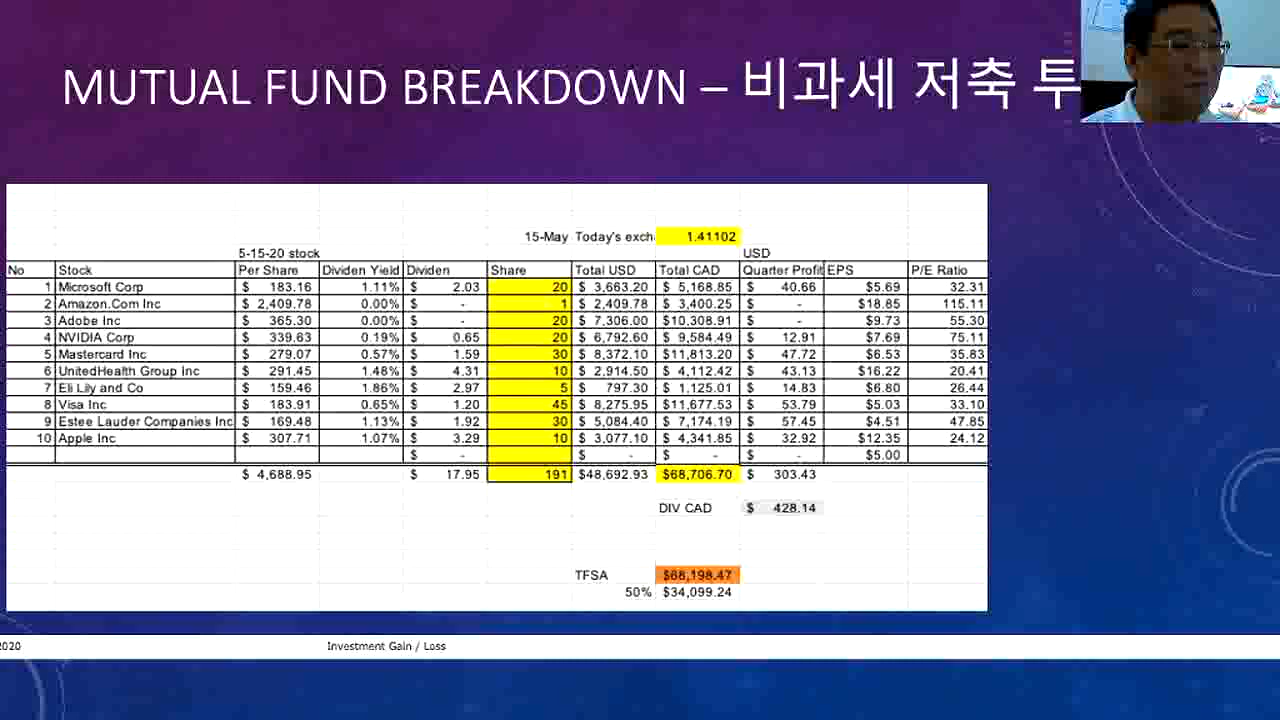 MUTUAL FUND BREAKDOWN – 비과세 저축 투
15-May Today's exch 1.41102
5-15-20 stock USD
No Stock Per Share Dividen Yield Dividen Share Total USD Total CAD Quarter Profit EPS P/E Ratio
1 Microsoft Corp $ 183.16 1.11% $ 2.03 20 $ 3,663.20 $ 5,168.85 $ 40.66 $5.69 32.31
2 Amazon.Com Inc $ 2,409.78 0.00% $ - 1 $ 2,409.78 $ 3,400.25 $ - $18.85 115.11
3 Adobe Inc $ 365.30 0.00% $ - 20 $ 7,306.00 $10,308.91 $ - $9.73 55.30
4 NVIDIA Corp $ 339.63 0.19% $ 0.65 20 $ 6,792.60 $ 9,584.49 $ 12.91 $7.69 75.11
5 Mastercard Inc $ 279.07 0.57% $ 1.59 30 $ 8,372.10 $11,813.20 $ 47.72 $6.53 35.83
6 UnitedHealth Group Inc $ 291.45 1.48% $ 4.31 10 $ 2,914.50 $ 4,112.42 $ 43.13 $16.22 20.41
7 Eli Lily and Co $ 159.46 1.86% $ 2.97 5 $ 797.30 $ 1,125.01 $ 14.83 $6.80 26.44
8 Visa Inc $ 183.91 0.65% $ 1.20 45 $ 8,275.95 $11,677.53 $ 53.79 $5.03 33.10
9 Estee Lauder Companies Inc $ 169.48 1.13% $ 1.92 30 $ 5,084.40 $ 7,174.19 $ 57.45 $4.51 47.85
10 Apple Inc $ 307.71 1.07% $ 3.29 10 $ 3,077.10 $ 4,341.85 $ 32.92 $12.35 24.12
$ - $ - $ - $ - $5.00
$ 4,688.95 $ 17.95 191 $48,692.93 $68,706.70 $ 303.43
DIV CAD $ 428.14
TFSA $68,198.47
50% $34,099.24
2020 Investment Gain / Loss